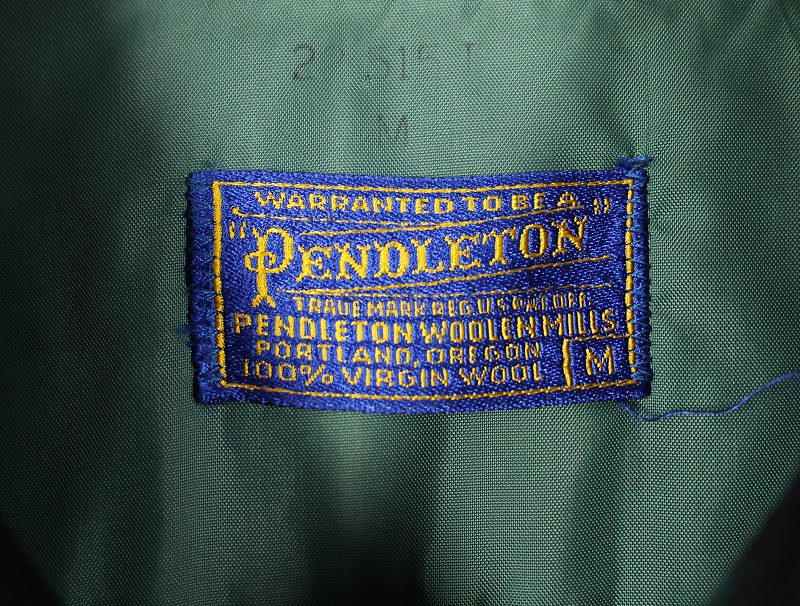 M
WARRANTED TO BE A
"PENDLETON"
TRADE MARK REG. U.S. PAT. OFF.
PENDLETON WOOLEN MILLS
PORTLAND, OREGON
100% VIRGIN WOOL
M